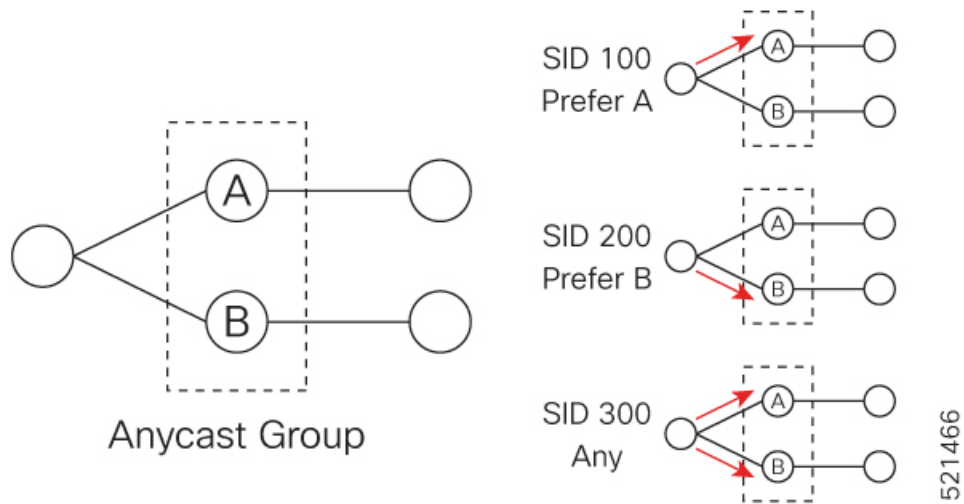 A
B
Anycast Group
SID 100
Prefer A
A
B
SID 200
Prefer B
A
B
SID 300
Any
A
B
521466